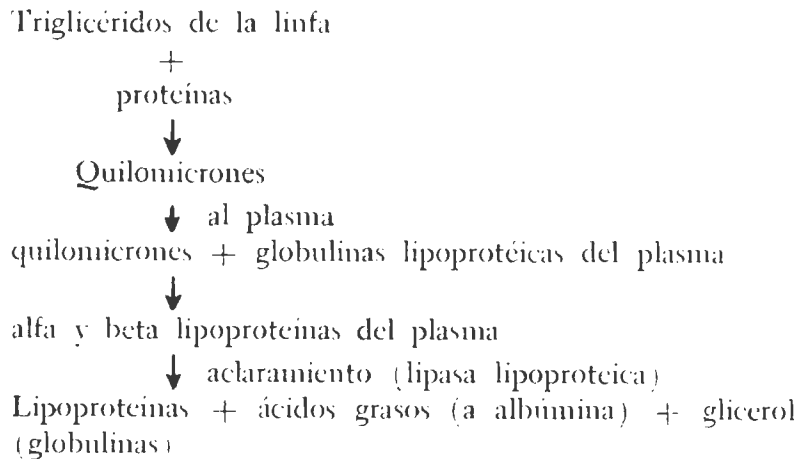 Triglicéridos de la linfa
+
proteínas
Quilomicrones
al plasma
quilomicrones + globulinas lipoprotéicas del plasma
alfa y beta lipoproteínas del plasma
aclaramiento (lipasa lipoproteica)
Lipoproteínas + ácidos grasos (a albúmina) + glicerol
(globulinas)